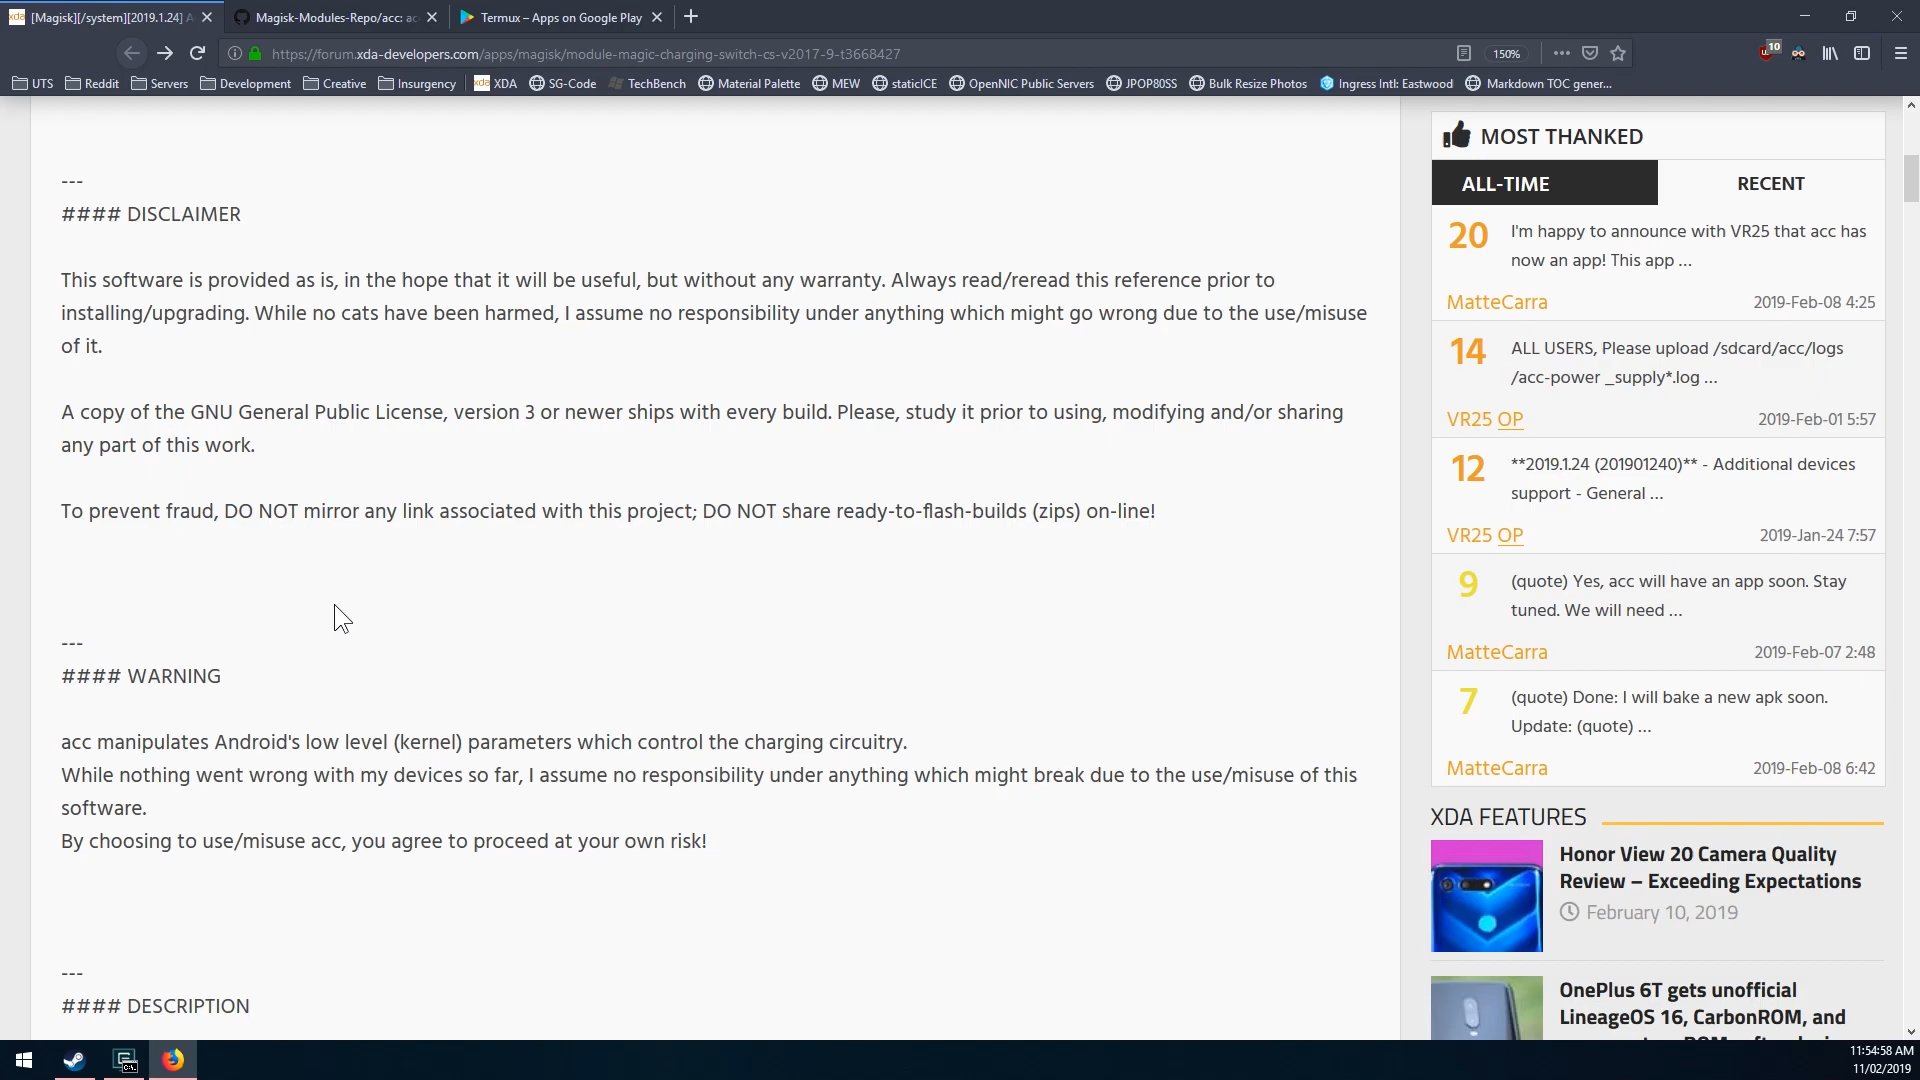 [Magisk][/system][2019.1.24] A
Magisk-Modules-Repo/acc: ac
Termux – Apps on Google Play
https://forum.xda-developers.com/apps/magisk/module-magic-charging-switch-cs-v2017-9-t3668427
150%
10
UTS
Reddit
Servers
Development
Creative
Insurgency
xda XDA
SG-Code
TechBench
Material Palette
MEW
staticICE
OpenNIC Public Servers
JPOP80SS
Bulk Resize Photos
Ingress Intl: Eastwood
Markdown TOC gener...
---
#### DISCLAIMER
This software is provided as is, in the hope that it will be useful, but without any warranty. Always read/reread this reference prior to
installing/upgrading. While no cats have been harmed, I assume no responsibility under anything which might go wrong due to the use/misuse
of it.
A copy of the GNU General Public License, version 3 or newer ships with every build. Please, study it prior to using, modifying and/or sharing
any part of this work.
To prevent fraud, DO NOT mirror any link associated with this project; DO NOT share ready-to-flash-builds (zips) on-line!
---
#### WARNING
acc manipulates Android's low level (kernel) parameters which control the charging circuitry.
While nothing went wrong with my devices so far, I assume no responsibility under anything which might break due to the use/misuse of this
software.
By choosing to use/misuse acc, you agree to proceed at your own risk!
---
#### DESCRIPTION
MOST THANKED
ALL-TIME
RECENT
20
I'm happy to announce with VR25 that acc has
now an app! This app ...
MatteCarra
2019-Feb-08 4:25
14
ALL USERS, Please upload /sdcard/acc/logs
/acc-power _supply*.log ...
VR25 OP
2019-Feb-01 5:57
12
**2019.1.24 (201901240)** - Additional devices
support - General ...
VR25 OP
2019-Jan-24 7:57
9
(quote) Yes, acc will have an app soon. Stay
tuned. We will need ...
MatteCarra
2019-Feb-07 2:48
7
(quote) Done: I will bake a new apk soon.
Update: (quote) ...
MatteCarra
2019-Feb-08 6:42
XDA FEATURES
Honor View 20 Camera Quality
Review – Exceeding Expectations
February 10, 2019
OnePlus 6T gets unofficial
LineageOS 16, CarbonROM, and
11:54:58 AM
11/02/2019